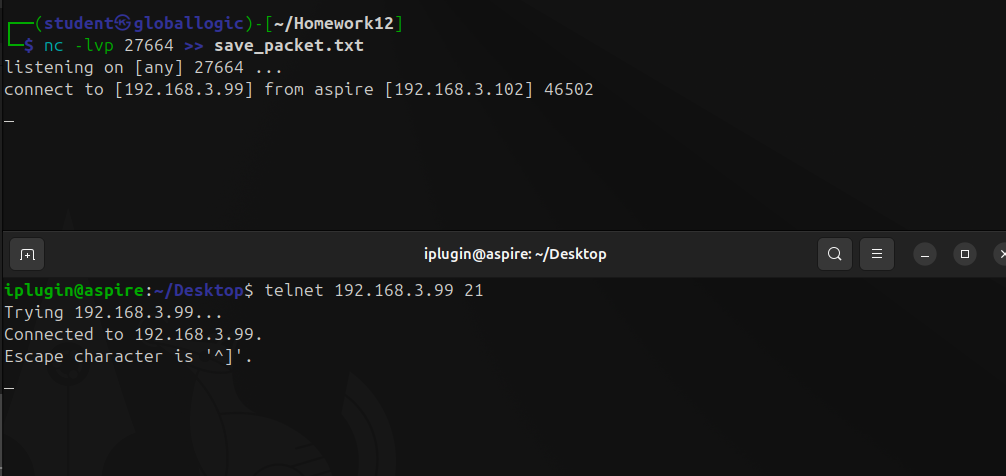 ┌──(student㉿globallogic)-[~/Homework12]
└─$ nc -lvp 27664 >> save_packet.txt
listening on [any] 27664 ...
connect to [192.168.3.99] from aspire [192.168.3.102] 46502
iplugin@aspire: ~/Desktop
iplugin@aspire:~/Desktop$ telnet 192.168.3.99 21
Trying 192.168.3.99...
Connected to 192.168.3.99.
Escape character is '^]'.